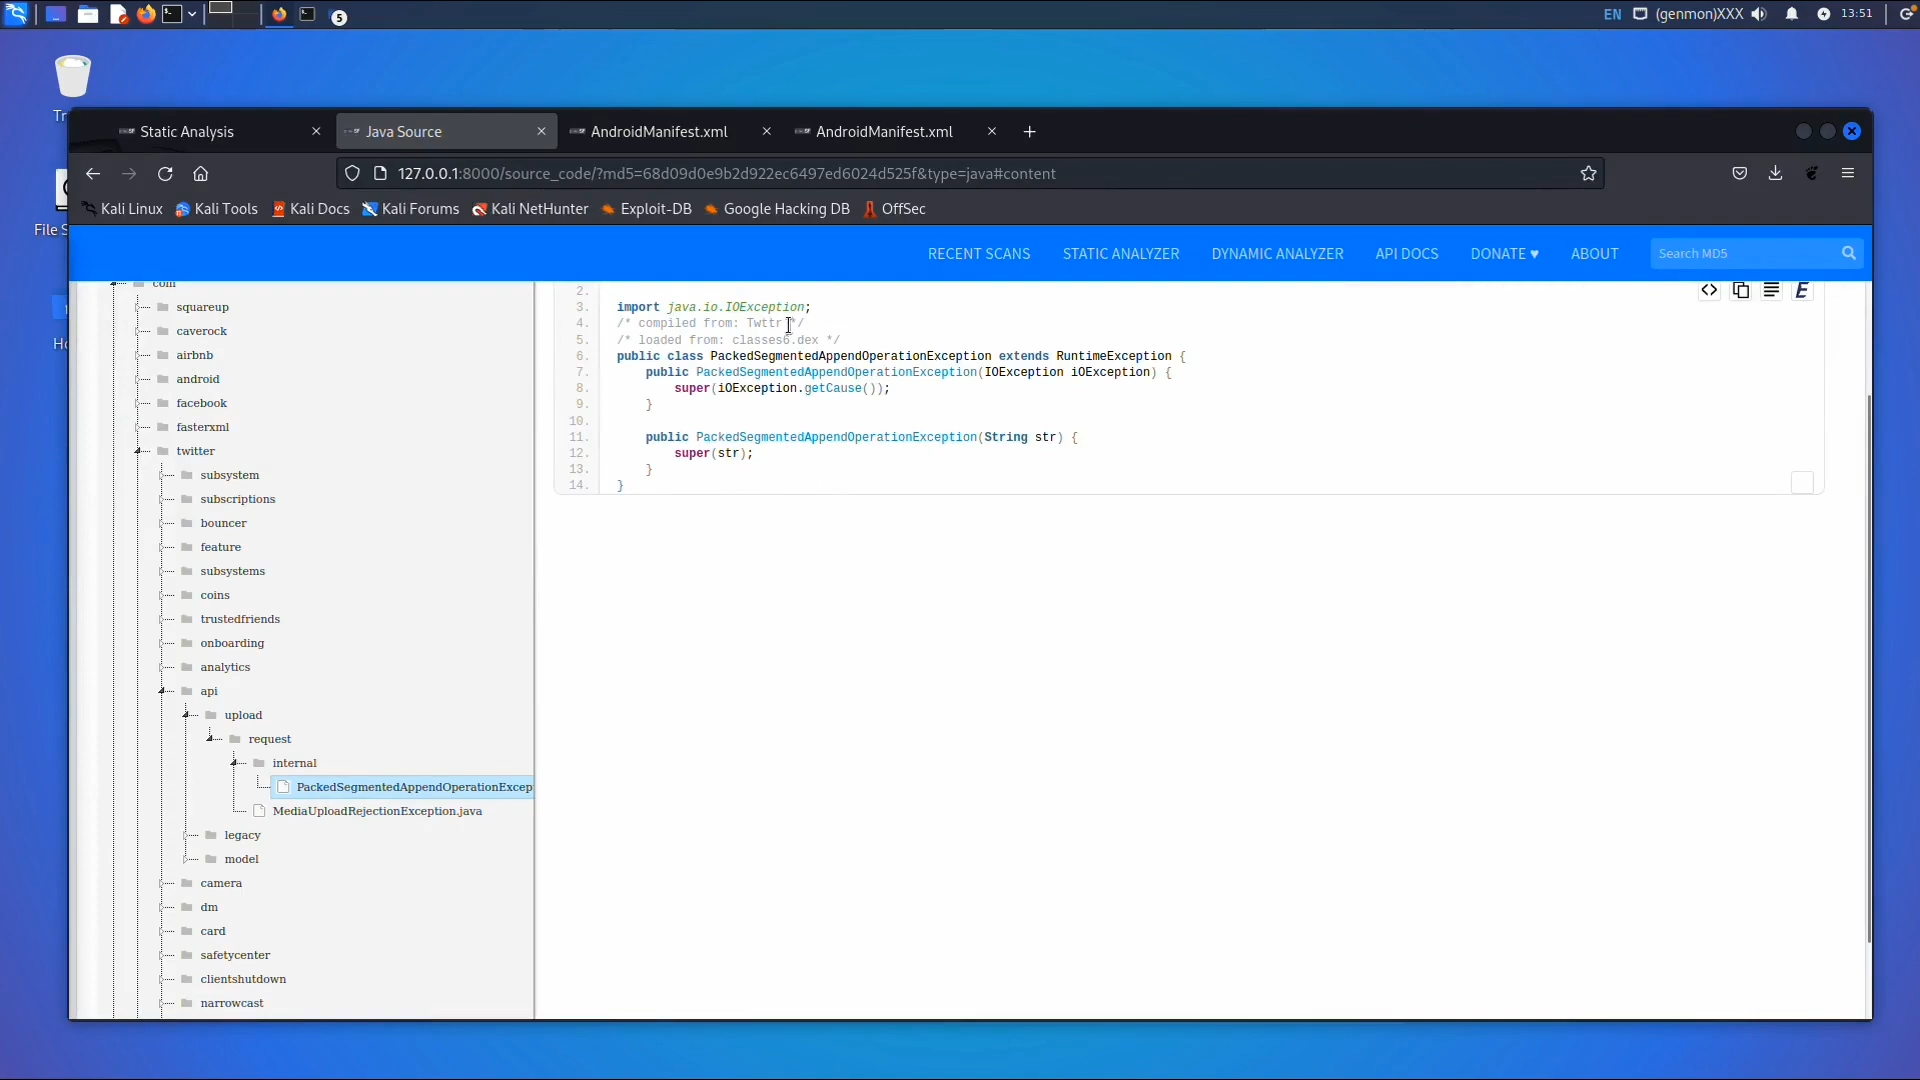 EN (genmon)XXX 13:51
5
Static Analysis
Java Source
AndroidManifest.xml
AndroidManifest.xml
127.0.0.1:8000/source_code/?md5=68d09d0e9b2d922ec6497ed6024d525f&type=java#content
Kali Linux Kali Tools Kali Docs Kali Forums Kali NetHunter Exploit-DB Google Hacking DB OffSec
File S
RECENT SCANS STATIC ANALYZER DYNAMIC ANALYZER API DOCS DONATE ♥ ABOUT Search MD5
com
squareup
caverock
airbnb
android
facebook
fasterxml
twitter
subsystem
subscriptions
bouncer
feature
subsystems
coins
trustedfriends
onboarding
analytics
api
upload
request
internal
PackedSegmentedAppendOperationExcep
MediaUploadRejectionException.java
legacy
model
camera
dm
card
safetycenter
clientshutdown
narrowcast
2.
3. import java.io.IOException;
4. /* compiled from: Twttr */
5. /* loaded from: classes6.dex */
6. public class PackedSegmentedAppendOperationException extends RuntimeException {
7. public PackedSegmentedAppendOperationException(IOException iOException) {
8. super(iOException.getCause());
9. }
10.
11. public PackedSegmentedAppendOperationException(String str) {
12. super(str);
13. }
14. }